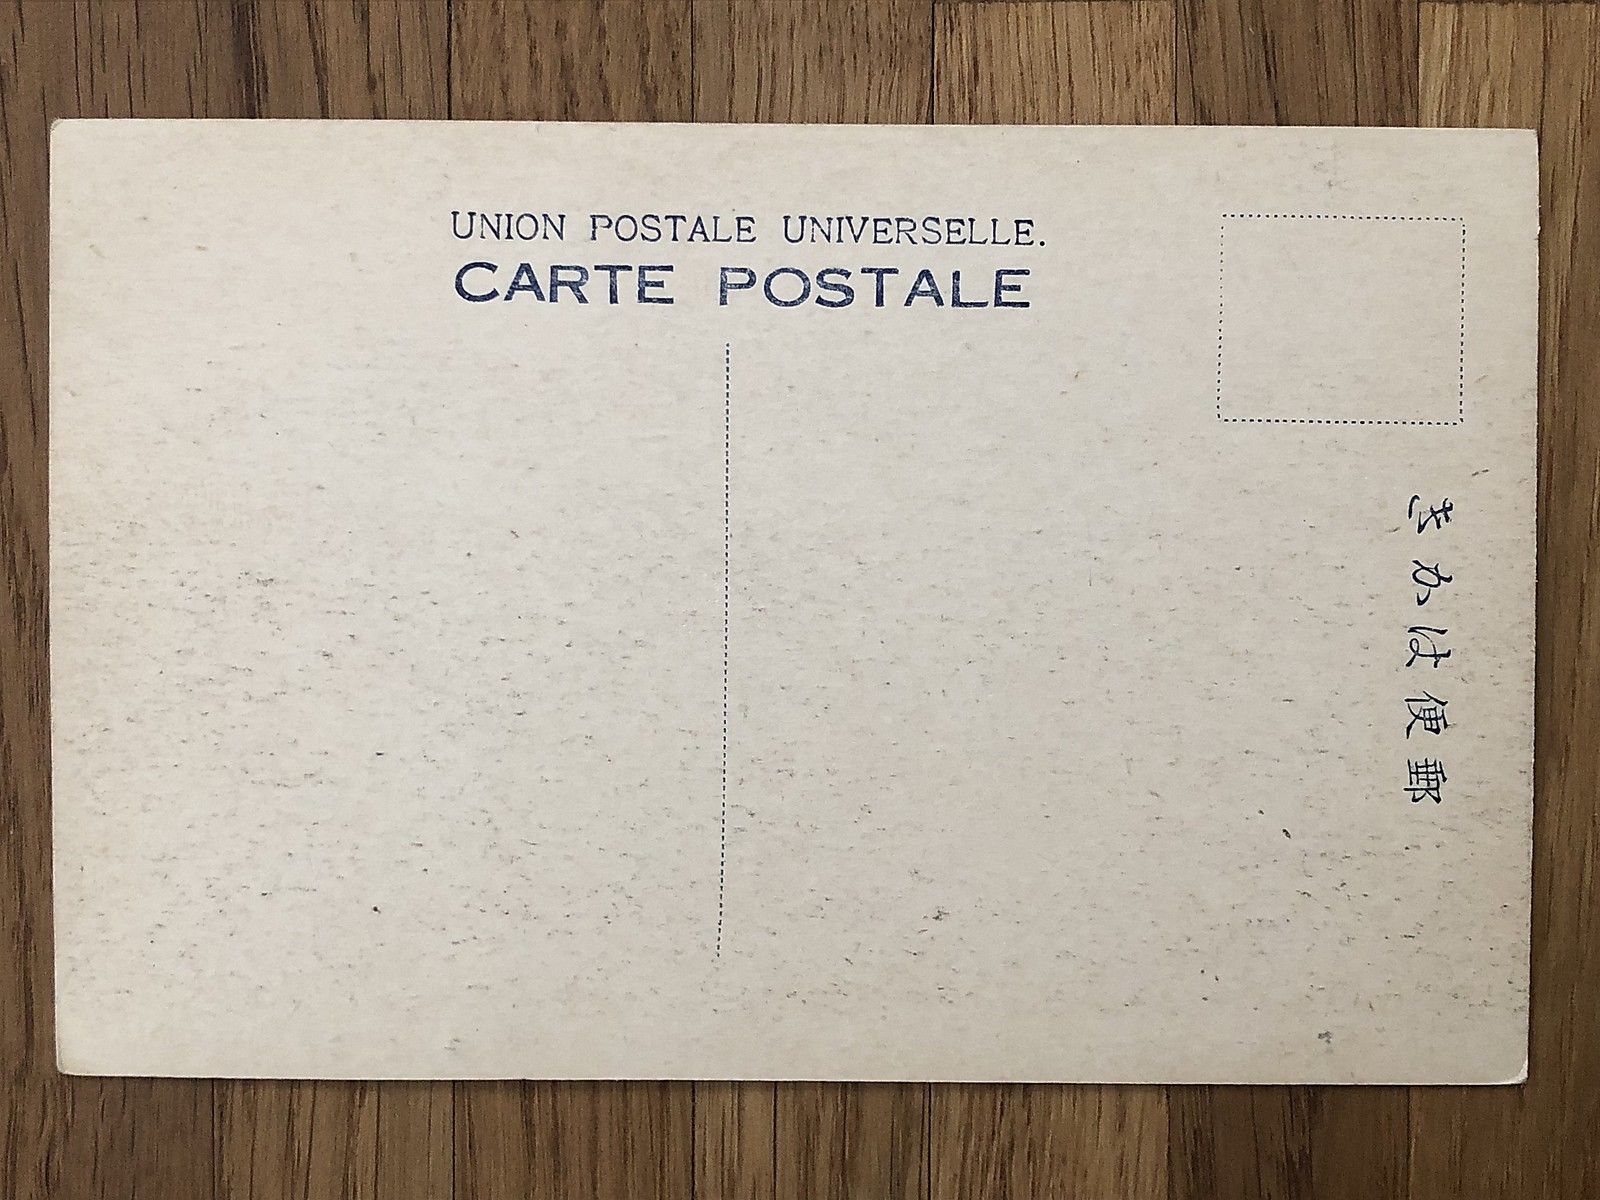 UNION POSTALE UNIVERSELLE.
CARTE POSTALE
郵便はかき